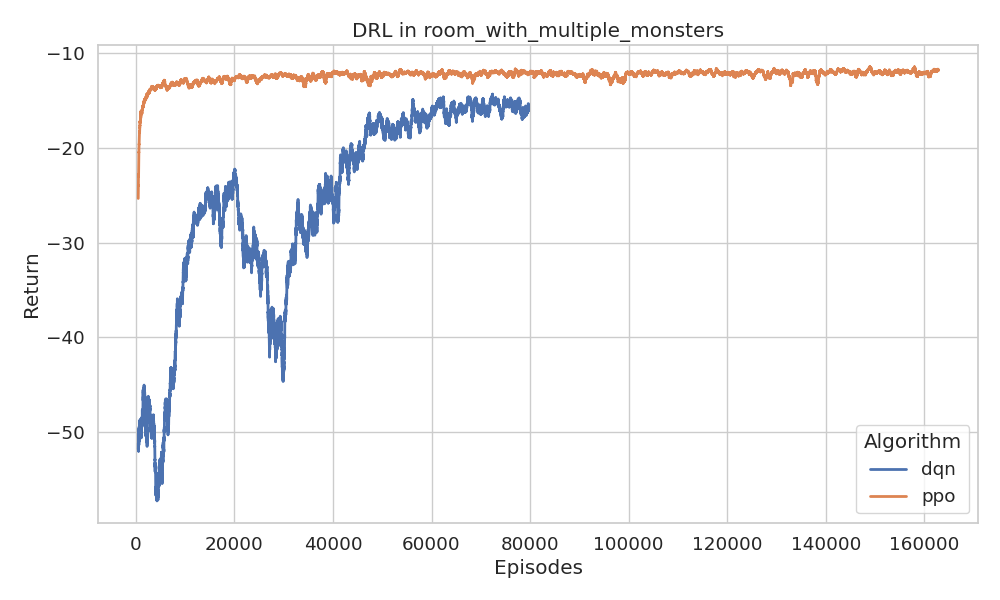 DRL in room_with_multiple_monsters
Return
−10
−20
−30
−40
−50
0 20000 40000 60000 80000 100000 120000 140000 160000
Episodes
Algorithm
dqn
ppo